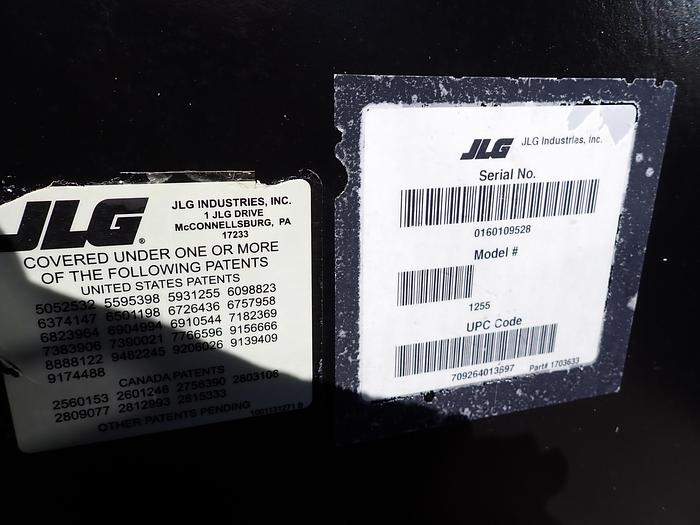 JLG
JLG INDUSTRIES, INC.
1 JLG DRIVE
McCONNELLSBURG, PA
17233
COVERED UNDER ONE OR MORE
OF THE FOLLOWING PATENTS
UNITED STATES PATENTS
5052532 5595398 5931255 6098823
6374147 6501198 6726436 6757958
6823964 6904994 6910544 7182369
7383906 7390021 7766596 9156666
8888122 9482245 9206026 9139409
9174488
CANADA PATENTS
2560153 2601246 2756390 2803106
2809077 2812993 2815333
OTHER PATENTS PENDING
1001131271 B
JLG JLG Industries, Inc.
Serial No.
0160109528
Model #
1255
UPC Code
709264013597 Part# 1703633